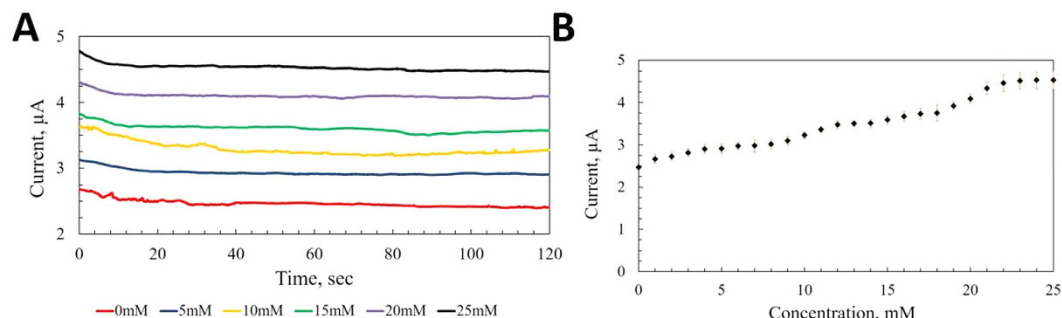 A
5
4
3
2
Current, µA
0 20 40 60 80 100 120
Time, sec
0mM 5mM 10mM 15mM 20mM 25mM
B
5
4
3
2
1
0
Current, µA
0 5 10 15 20 25
Concentration, mM